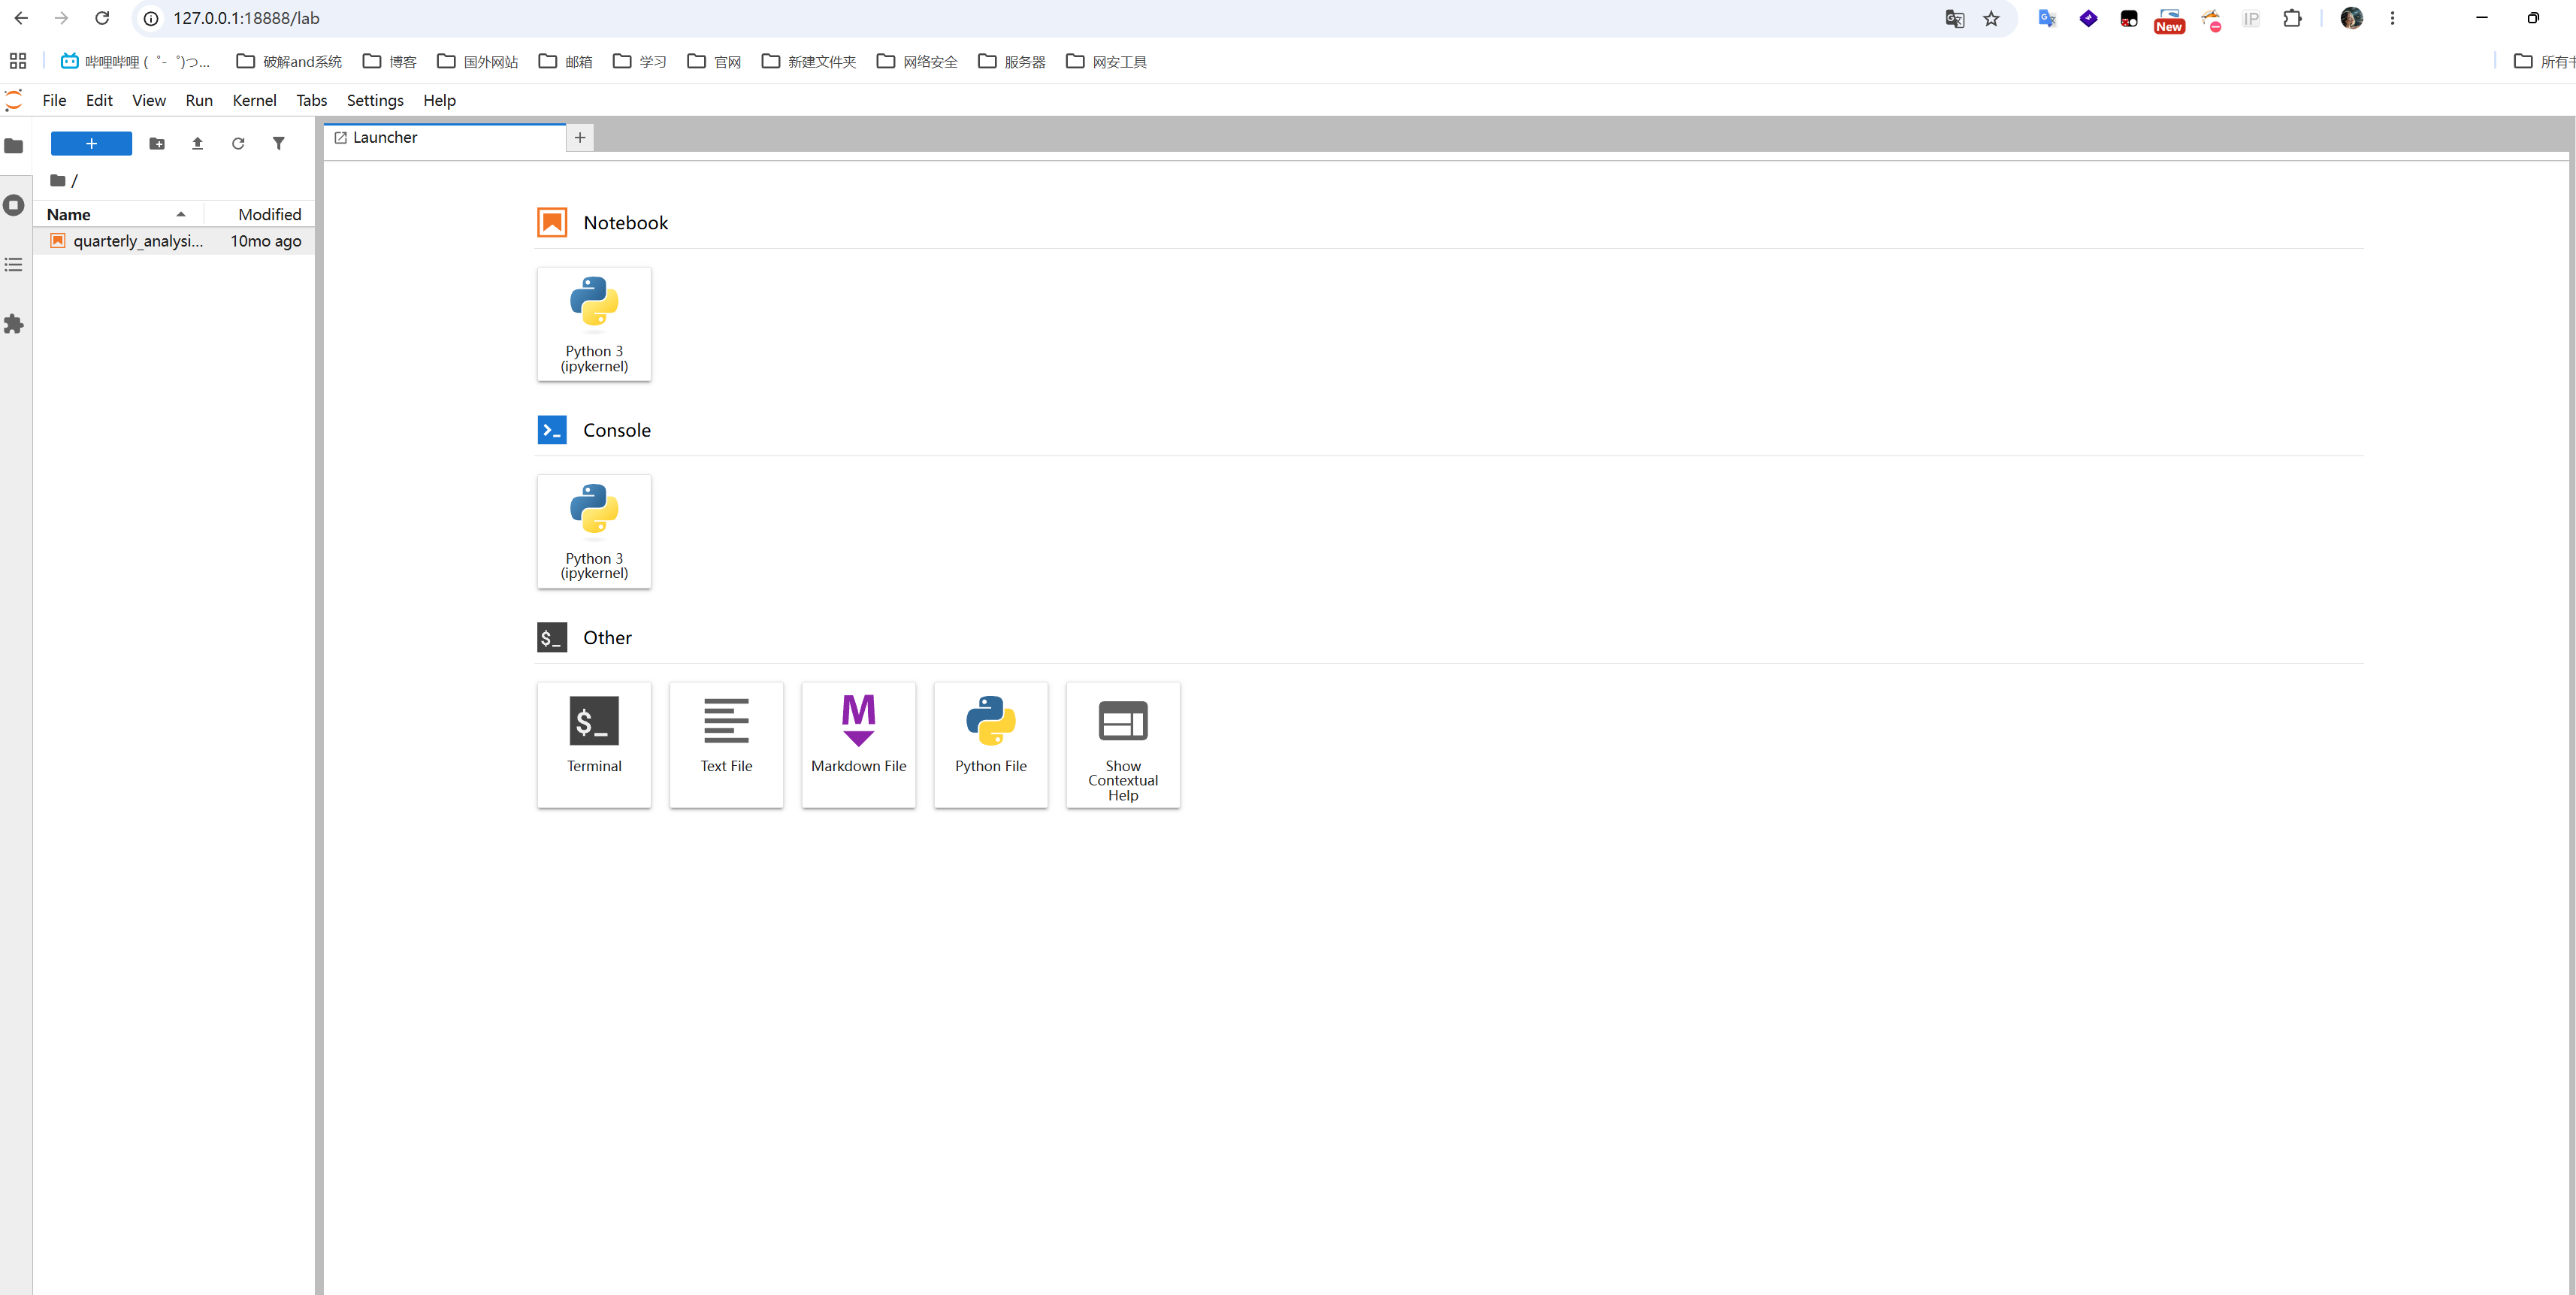 127.0.0.1:18888/lab
New
IP
哔哩哔哩 (゜-゜)つ... 破解and系统 博客 国外网站 邮箱 学习 官网 新建文件夹 网络安全 服务器 网安工具 所有书
File Edit View Run Kernel Tabs Settings Help
+
Launcher
+
/
Name Modified
quarterly_analysi... 10mo ago
Notebook
Python 3
(ipykernel)
>_ Console
Python 3
(ipykernel)
$_ Other
$_
Terminal
Text File
M
Markdown File
Python File
Show
Contextual
Help